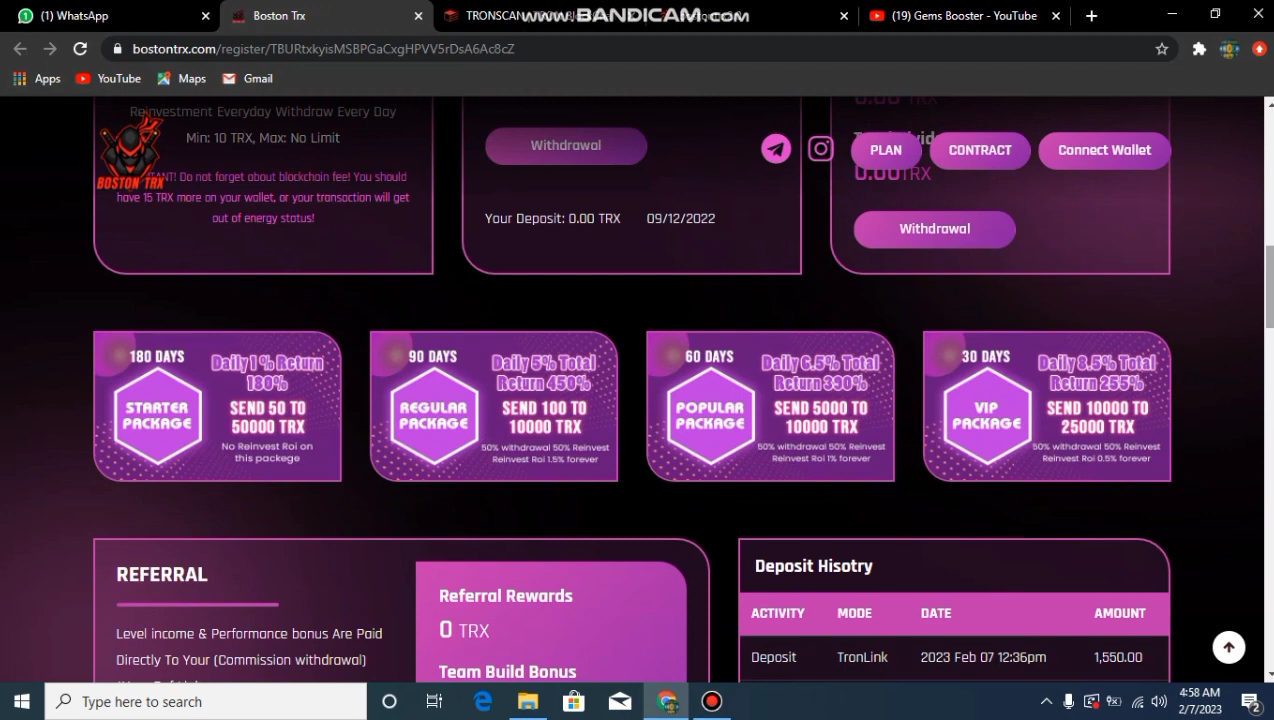 (1) WhatsApp
Boston Trx
TRONSCAN
www.BANDICAM.com
(19) Gems Booster - YouTube
bostontrx.com/register/TBURtxkyisMSBPGaCxgHPVV5rDsA6Ac8cZ
Apps
YouTube
Maps
Gmail
Reinvestment Everyday Withdraw Every Day
Min: 10 TRX, Max: No Limit
BOSTON TRX
ANT! Do not forget about blockchain fee! You should
have 15 TRX more on your wallet, or your transaction will get
out of energy status!
Withdrawal
Your Deposit: 0.00 TRX
09/12/2022
0.00 TRX
PLAN
CONTRACT
Connect Wallet
0.00TRX
Withdrawal
180 DAYS
Daily 1 % Return
180%
STARTER
PACKAGE
SEND 50 TO
50000 TRX
No Reinvest Roi on
this packege
90 DAYS
Daily 5% Total
Return 450%
REGULAR
PACKAGE
SEND 100 TO
10000 TRX
50% withdrawal 50% Reinvest
Reinvest Roi 1.5% forever
60 DAYS
Daily 6.5% Total
Return 390%
POPULAR
PACKAGE
SEND 5000 TO
10000 TRX
50% withdrawal 50% Reinvest
Reinvest Roi 1% forever
30 DAYS
Daily 8.5% Total
Return 255%
VIP
PACKAGE
SEND 10000 TO
25000 TRX
50% withdrawal 50% Reinvest
Reinvest Roi 0.5% forever
REFERRAL
Level income & Performance bonus Are Paid
Directly To Your (Commission withdrawal)
Referral Rewards
0 TRX
Team Build Bonus
Deposit Hisotry
ACTIVITY MODE DATE AMOUNT
Deposit TronLink 2023 Feb 07 12:36pm 1,550.00
Type here to search
4:58 AM
2/7/2023
2